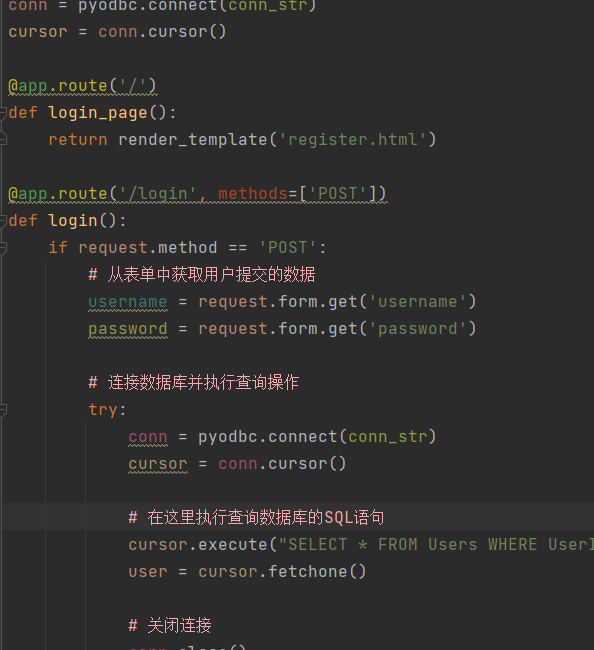 conn = pyodbc.connect(conn_str)
cursor = conn.cursor()
@app.route('/')
def login_page():
return render_template('register.html')
@app.route('/login', methods=['POST'])
def login():
if request.method == 'POST':
# 从表单中获取用户提交的数据
username = request.form.get('username')
password = request.form.get('password')
# 连接数据库并执行查询操作
try:
conn = pyodbc.connect(conn_str)
cursor = conn.cursor()
# 在这里执行查询数据库的SQL语句
cursor.execute("SELECT * FROM Users WHERE User
user = cursor.fetchone()
# 关闭连接
conn.close()